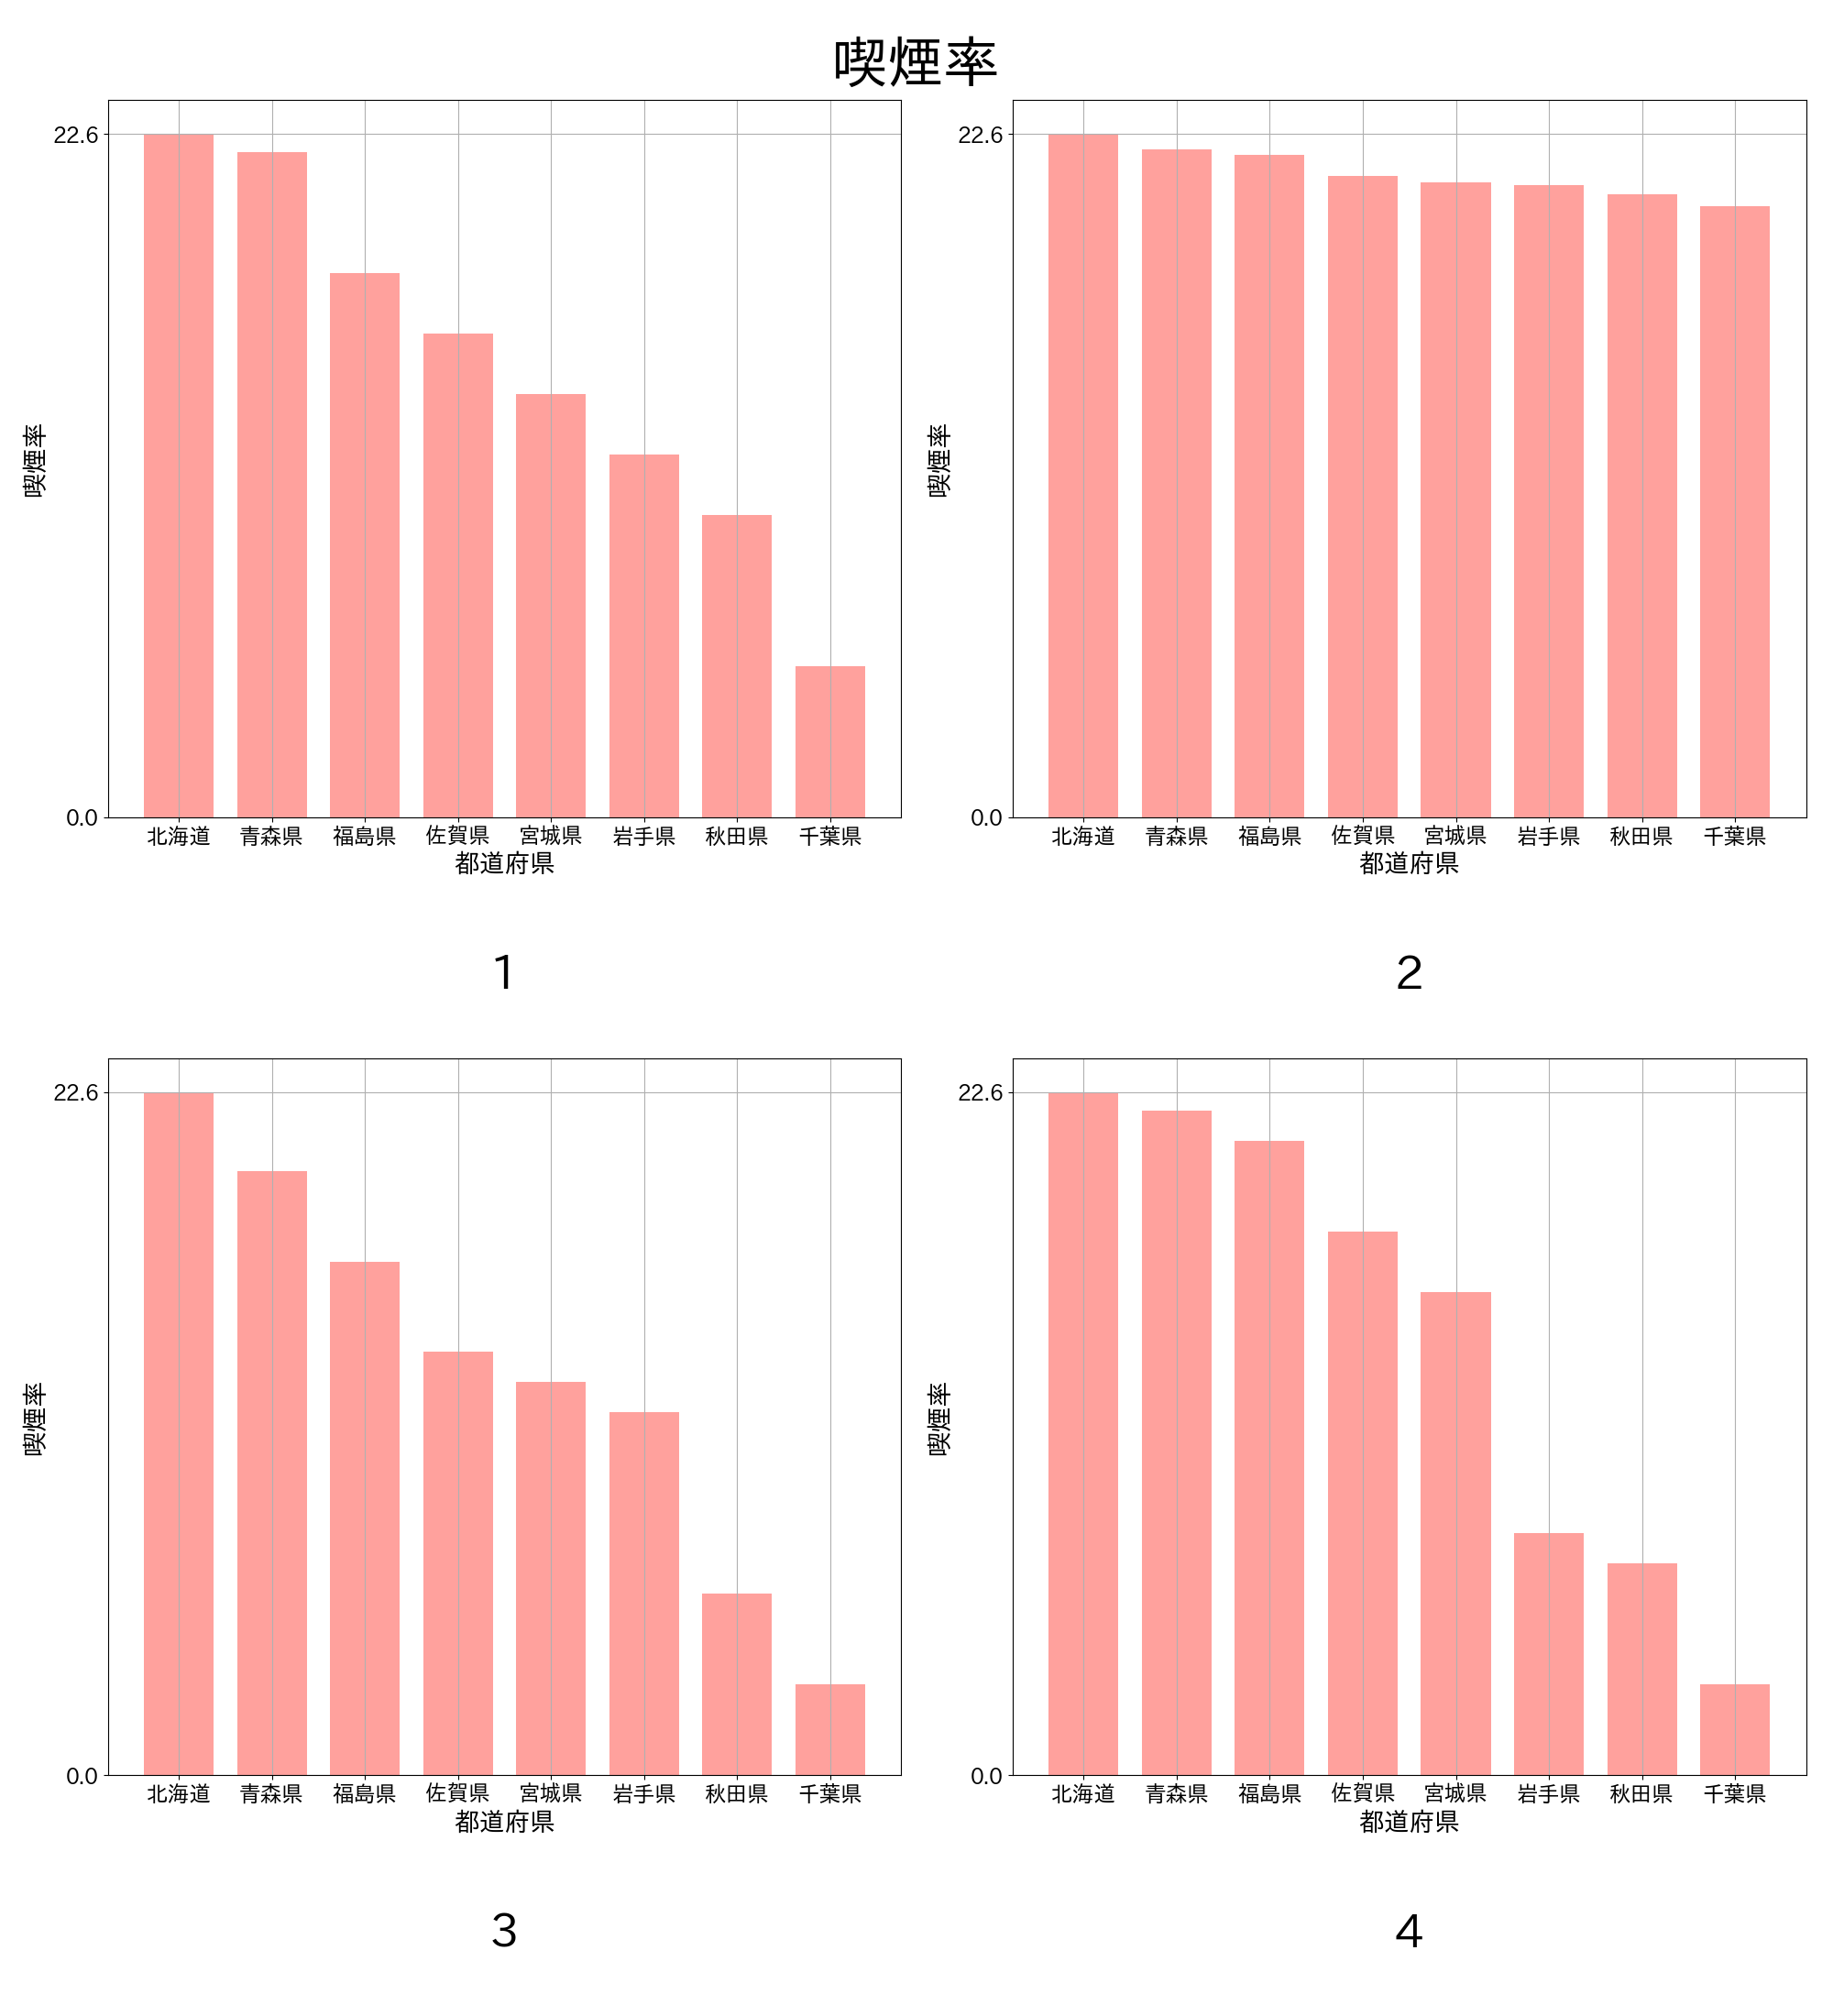 喫煙率
22.6
0.0
喫煙率
北海道 青森県 福島県 佐賀県 宮城県 岩手県 秋田県 千葉県
都道府県
1
22.6
0.0
喫煙率
北海道 青森県 福島県 佐賀県 宮城県 岩手県 秋田県 千葉県
都道府県
2
22.6
0.0
喫煙率
北海道 青森県 福島県 佐賀県 宮城県 岩手県 秋田県 千葉県
都道府県
3
22.6
0.0
喫煙率
北海道 青森県 福島県 佐賀県 宮城県 岩手県 秋田県 千葉県
都道府県
4